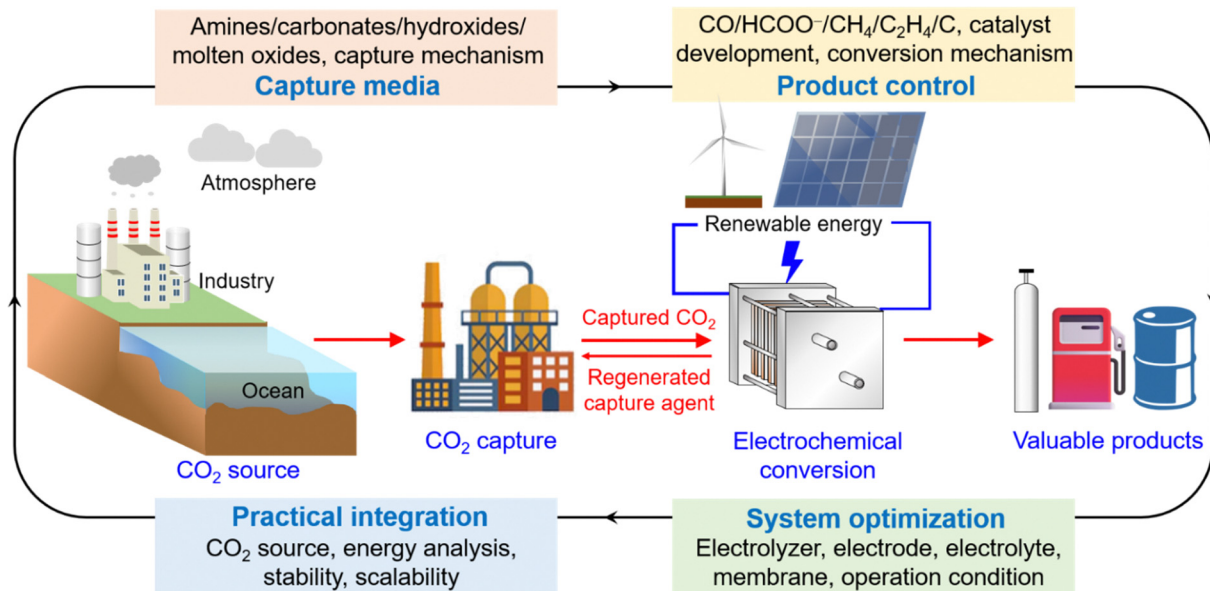 Amines/carbonates/hydroxides/
molten oxides, capture mechanism
Capture media
CO/HCOO⁻/CH₄/C₂H₄/C, catalyst
development, conversion mechanism
Product control
Atmosphere
Industry
Ocean
CO₂ source
CO₂ capture
Captured CO₂
Regenerated
capture agent
Renewable energy
Electrochemical
conversion
Valuable products
Practical integration
CO₂ source, energy analysis,
stability, scalability
System optimization
Electrolyzer, electrode, electrolyte,
membrane, operation condition